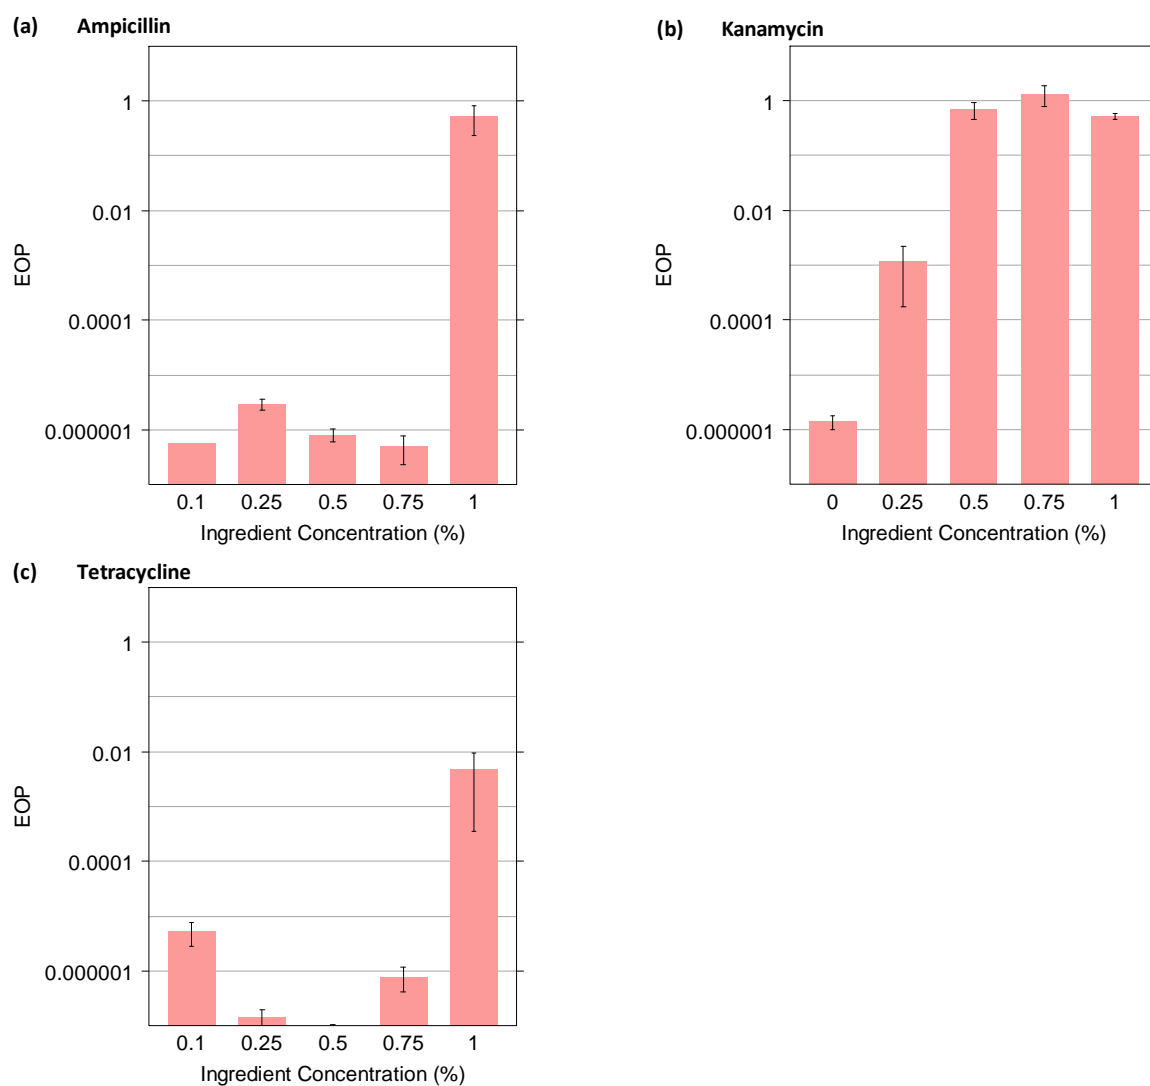 (a) Ampicillin
1
0.01
0.0001
0.000001
EOP
0.1 0.25 0.5 0.75 1
Ingredient Concentration (%)
(b) Kanamycin
1
0.01
0.0001
0.000001
EOP
0 0.25 0.5 0.75 1
Ingredient Concentration (%)
(c) Tetracycline
1
0.01
0.0001
0.000001
EOP
0.1 0.25 0.5 0.75 1
Ingredient Concentration (%)